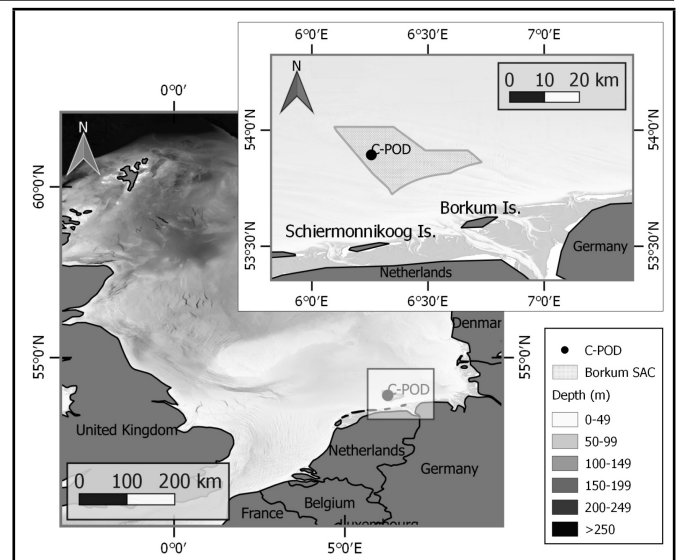 6°0'E 6°30'E 7°0'E
N
0 10 20 km
54°0'N
54°0'N
C-POD
Borkum Is.
Schiermonnikoog Is.
Germany
53°30'N
53°30'N
Netherlands
6°0'E 6°30'E 7°0'E
0°0'
N
60°0'N
55°0'N
55°0'N
Denmar
C-POD
United Kingdom
Netherlands
Germany
Belgium
France
Luxembourg
0 100 200 km
0°0' 5°0'E
C-POD
Borkum SAC
Depth (m)
0-49
50-99
100-149
150-199
200-249
>250